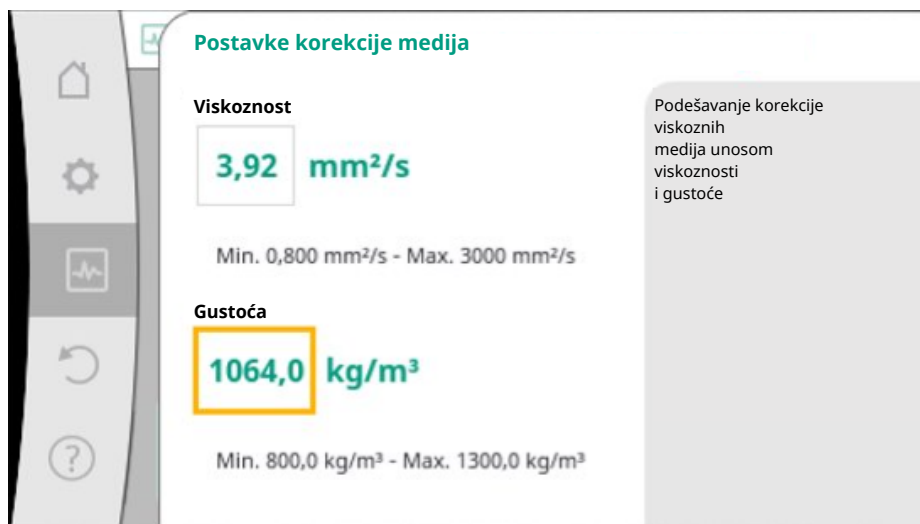 Postavke korekcije medija
Viskoznost
3,92 mm²/s
Min. 0,800 mm²/s - Max. 3000 mm²/s
Gustoća
1064,0 kg/m³
Min. 800,0 kg/m³ - Max. 1300,0 kg/m³
Podešavanje korekcije
viskoznih
medija unosom
viskoznosti
i gustoće
?